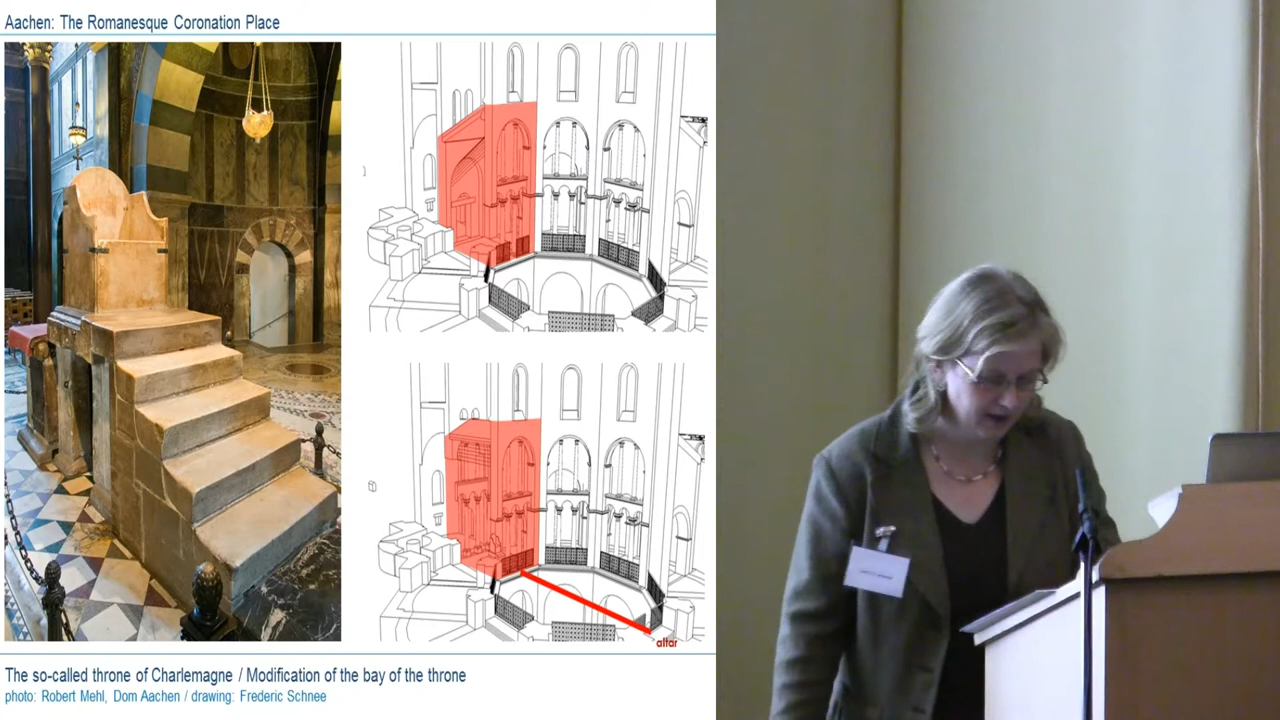 Aachen: The Romanesque Coronation Place
altar
The so-called throne of Charlemagne / Modification of the bay of the throne
photo: Robert Mehl, Dom Aachen / drawing: Frederic Schnee